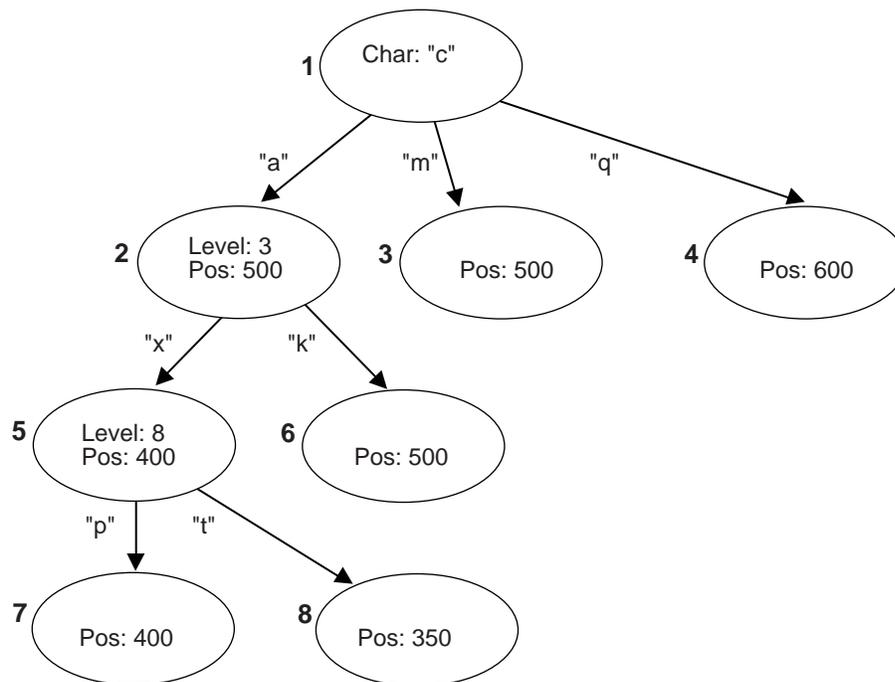 1
Char: "c"
"a"
"m"
"q"
2
Level: 3
Pos: 500
3
Pos: 500
4
Pos: 600
"x"
"k"
5
Level: 8
Pos: 400
6
Pos: 500
"p"
"t"
7
Pos: 400
8
Pos: 350